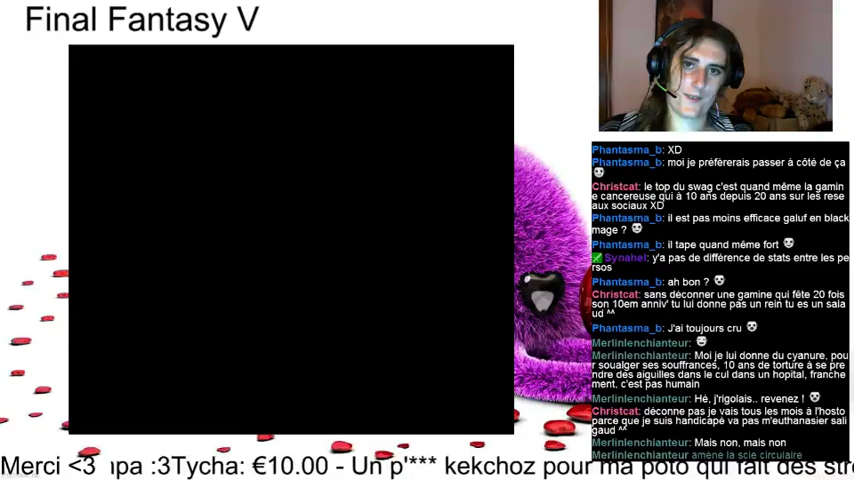 Final Fantasy V
Phantasma_b: XD
Phantasma_b: moi je préfèrerais passer à côté de ça
Christcat: le top du swag c'est quand même la gamin
e cancereuse qui à 10 ans depuis 20 ans sur les rese
aux sociaux XD
Phantasma_b: il est pas moins efficace galuf en black
mage ?
Phantasma_b: il tape quand même fort
Synahel: y'a pas de différence de stats entre les pe
rsos
Phantasma_b: ah bon ?
Christcat: sans déconner une gamine qui fête 20 fois
son 10em anniv' tu lui donne pas un rein tu es un sala
ud ^^
Phantasma_b: J'ai toujours cru
Merlinlenchianteur:
Merlinlenchianteur: Moi je lui donne du cyanure, pou
r soualger ses souffrances, 10 ans de torture à se pre
ndre des aiguilles dans le cul dans un hopital, franche
ment, c'est pas humain
Merlinlenchianteur: Hé, j'rigolais.. revenez !
Christcat: déconne pas je vais tous les mois à l'hosto
parce que je suis handicapé va pas m'euthanasier sali
gaud ^^
Merlinlenchianteur: Mais non, mais non
Merlinlenchianteur amène la scie circulaire
Merci <3 ıpa :3Tycha: €10.00 - Un p'*** kekchoz pour ma poto qui fait des stre